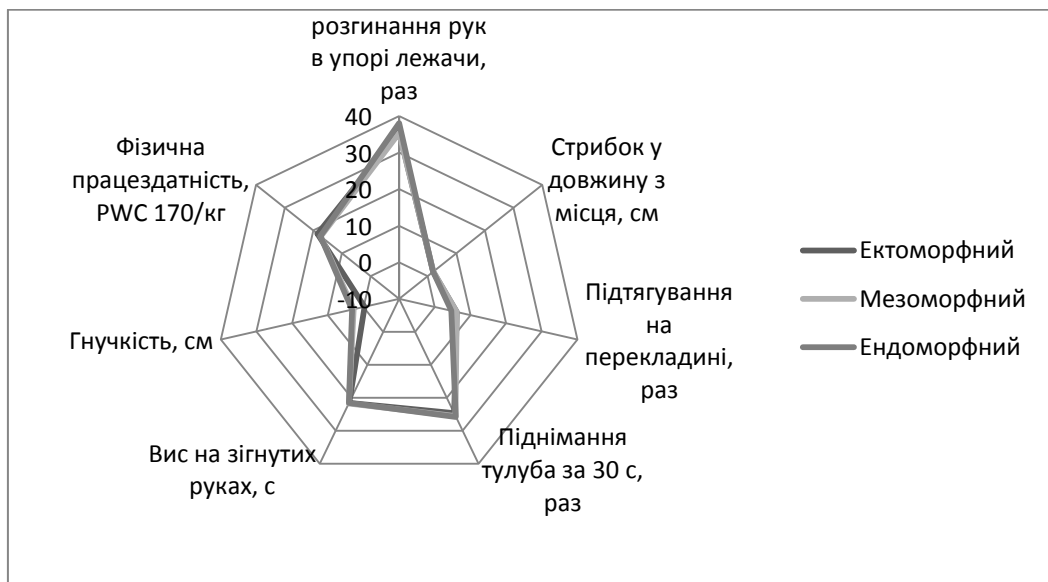 розгинання рук
в упорі лежачи,
раз
40
30
20
10
0
-10
Стрибок у
довжину з
місця, см
Підтягування
на
перекладині,
раз
Піднімання
тулуба за 30 с,
раз
Вис на зігнутих
руках, с
Гнучкість, см
Фізична
працездатність,
PWC 170/кг
Ектоморфний
Мезоморфний
Ендоморфний